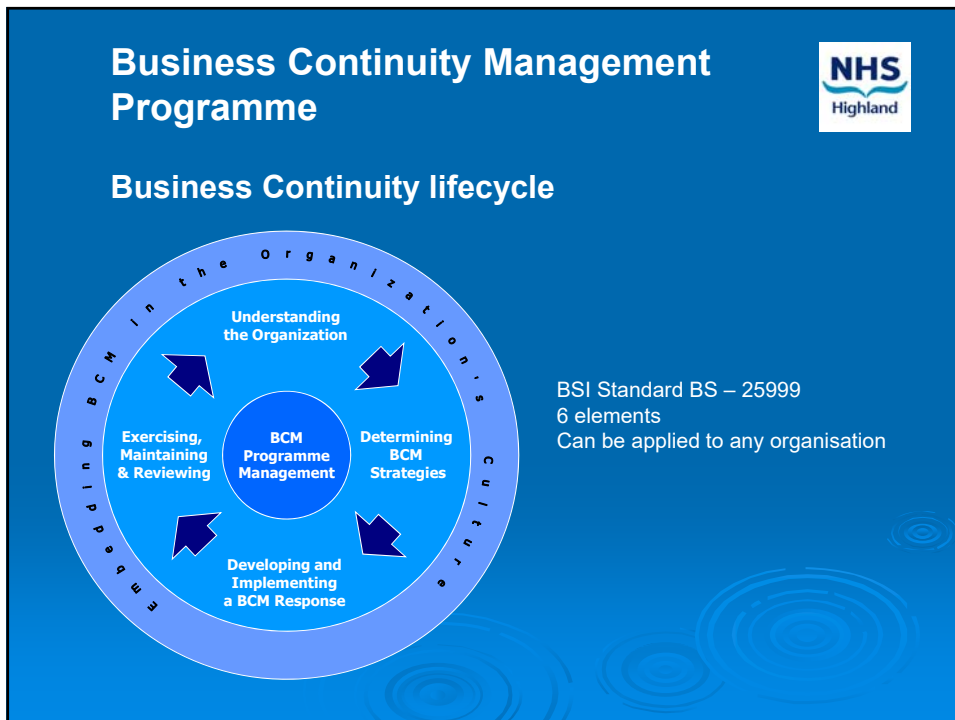 Business Continuity Management
Programme
NHS
Highland
Business Continuity lifecycle
Embedding BCM in the Organization's Culture
Understanding
the Organization
Exercising,
Maintaining
& Reviewing
BCM
Programme
Management
Determining
BCM
Strategies
Developing and
Implementing
a BCM Response
BSI Standard BS – 25999
6 elements
Can be applied to any organisation